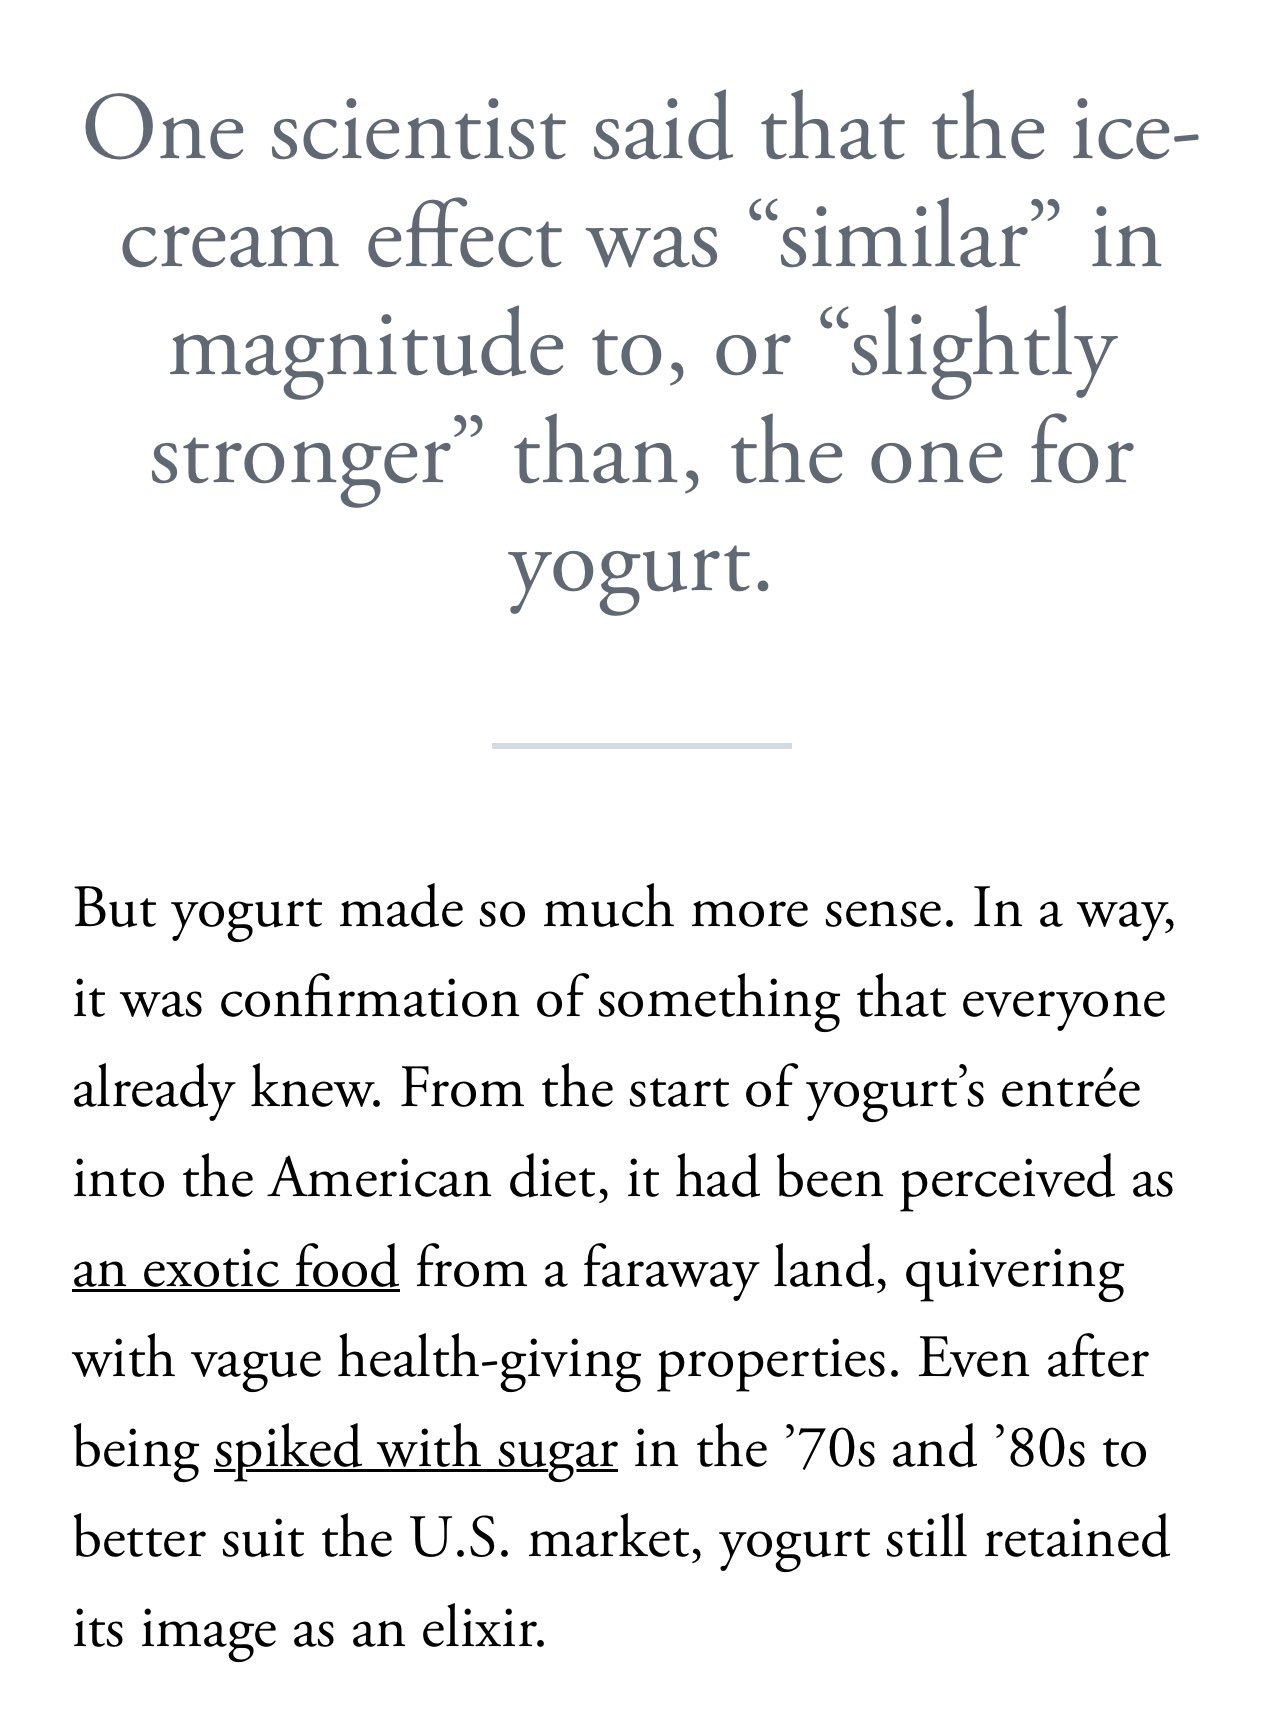 One scientist said that the ice-
cream effect was “similar” in
magnitude to, or “slightly
stronger” than, the one for
yogurt.
But yogurt made so much more sense. In a way,
it was confirmation of something that everyone
already knew. From the start of yogurt’s entrée
into the American diet, it had been perceived as
an exotic food from a faraway land, quivering
with vague health-giving properties. Even after
being spiked with sugar in the ’70s and ’80s to
better suit the U.S. market, yogurt still retained
its image as an elixir.